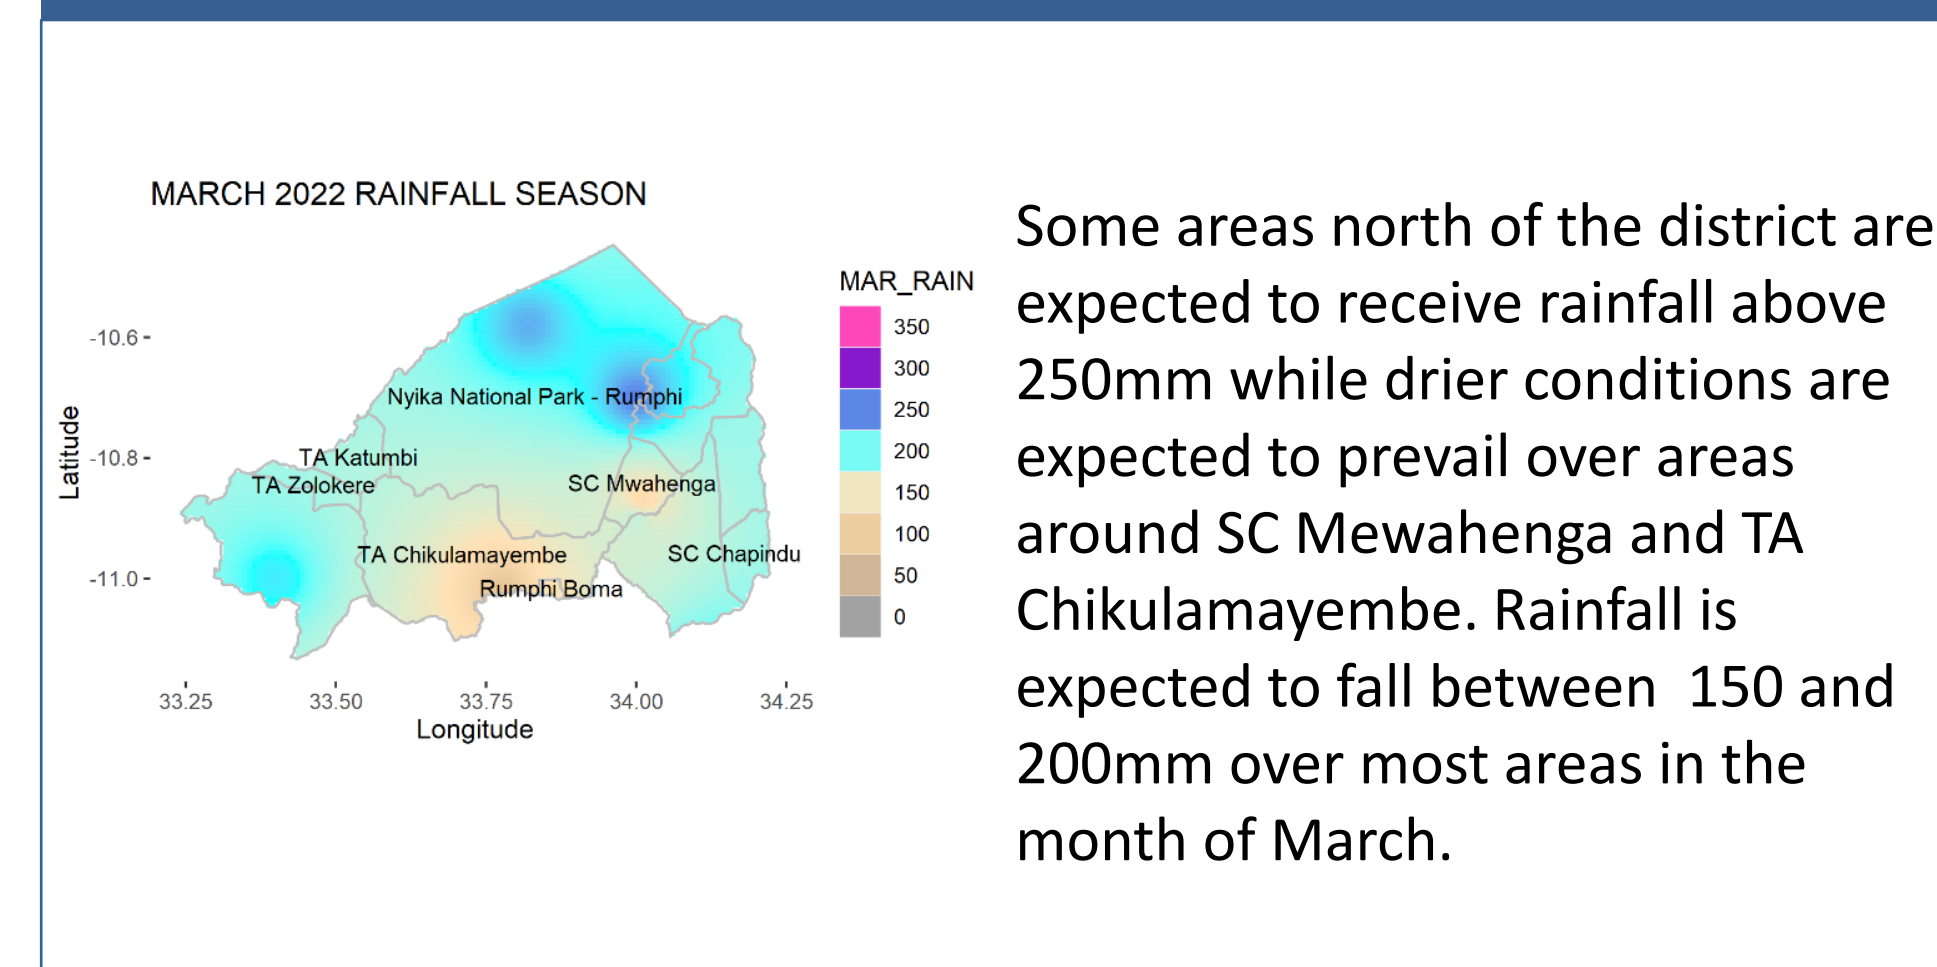 MARCH 2022 RAINFALL SEASON
MAR_RAIN
350
300
250
200
150
100
50
0
Latitude
-10.6
-10.8
-11.0
Nyika National Park - Rumphi
TA Katumbi
TA Zolokere
SC Mwahenga
TA Chikulamayembe
SC Chapindu
Rumphi Boma
33.25 33.50 33.75 34.00 34.25
Longitude
Some areas north of the district are
expected to receive rainfall above
250mm while drier conditions are
expected to prevail over areas
around SC Mewahenga and TA
Chikulamayembe. Rainfall is
expected to fall between  150 and
200mm over most areas in the
month of March.